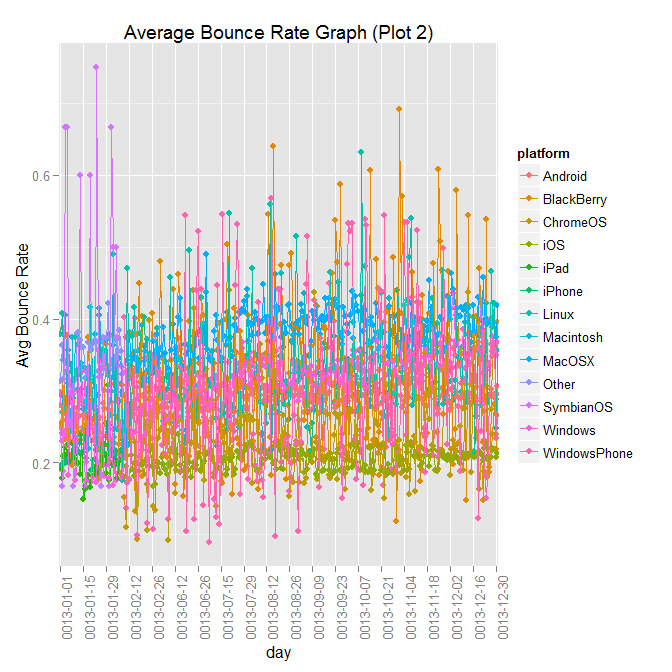 Average Bounce Rate Graph (Plot 2)
Avg Bounce Rate
0.6
0.4
0.2
0013-01-01
0013-01-15
0013-01-29
0013-02-12
0013-02-26
0013-06-12
0013-06-26
0013-07-15
0013-07-29
0013-08-12
0013-08-26
0013-09-09
0013-09-23
0013-10-07
0013-10-21
0013-11-04
0013-11-18
0013-12-02
0013-12-16
0013-12-30
day
platform
Android
BlackBerry
ChromeOS
iOS
iPad
iPhone
Linux
Macintosh
MacOSX
Other
SymbianOS
Windows
WindowsPhone